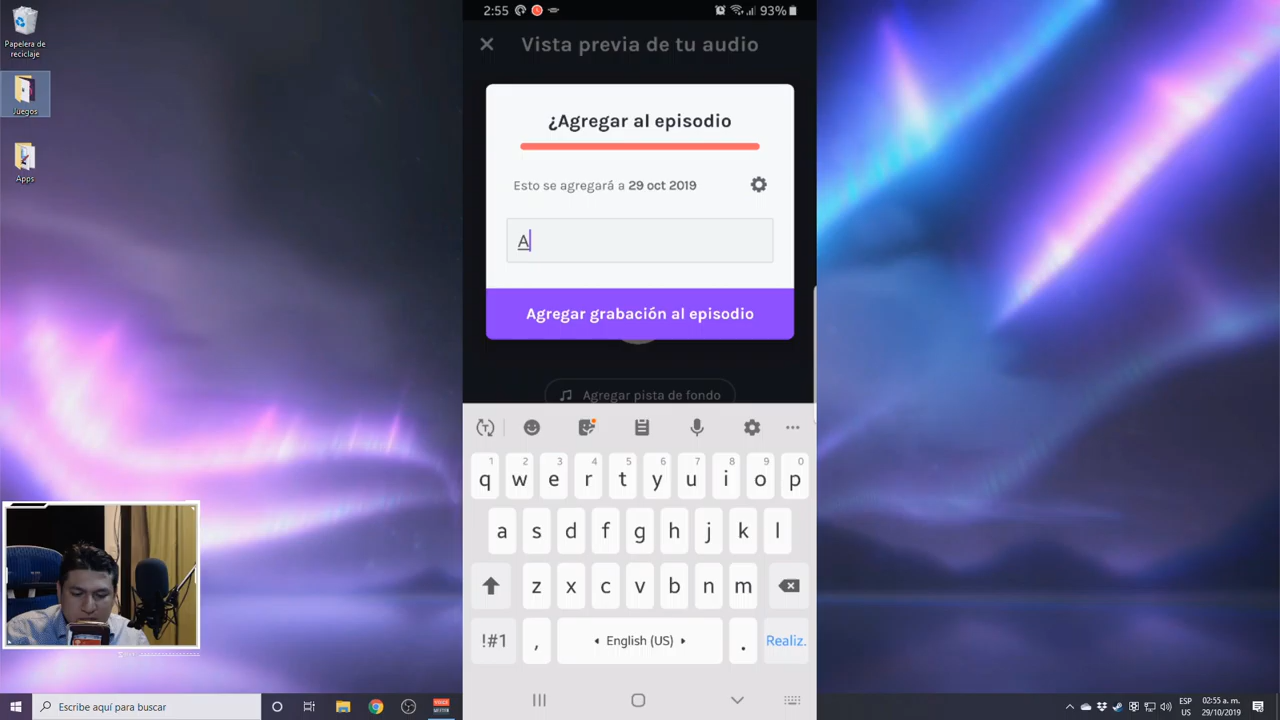 Papelera de
reciclaje
Juegos
Apps
2:55
93%
Vista previa de tu audio
¿Agregar al episodio
Esto se agregará a 29 oct 2019
A
Agregar grabación al episodio
Agregar pista de fondo
1 2 3 4 5 6 7 8 9 0
q w e r t y u i o p
a s d f g h j k l
z x c v b n m
!#1 , English (US) . Realiz.
Escribe aquí para buscar
ESP
US
02:55 a. m.
29/10/2019